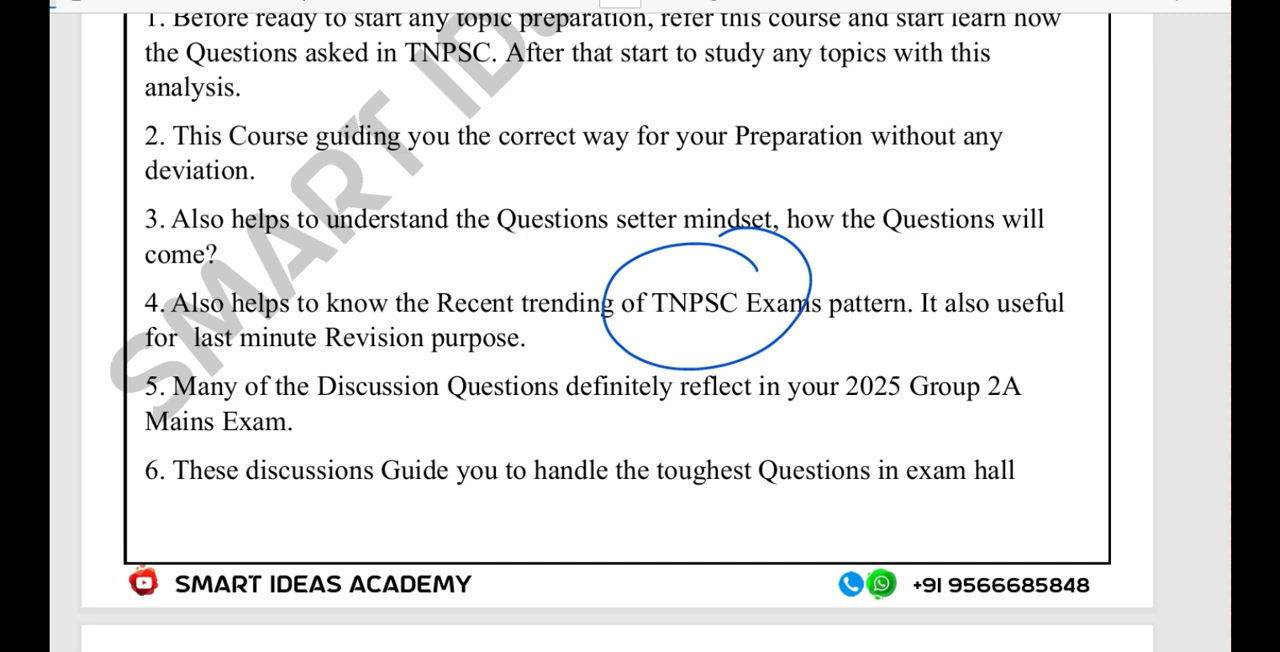 1. Before ready to start any topic preparation, refer this course and start learn how
the Questions asked in TNPSC. After that start to study any topics with this
analysis.
2. This Course guiding you the correct way for your Preparation without any
deviation.
3. Also helps to understand the Questions setter mindset, how the Questions will
come?
4. Also helps to know the Recent trending of TNPSC Exams pattern. It also useful
for last minute Revision purpose.
5. Many of the Discussion Questions definitely reflect in your 2025 Group 2A
Mains Exam.
6. These discussions Guide you to handle the toughest Questions in exam hall
SMART IDEAS ACADEMY
+91 9566685848
SMART IDE